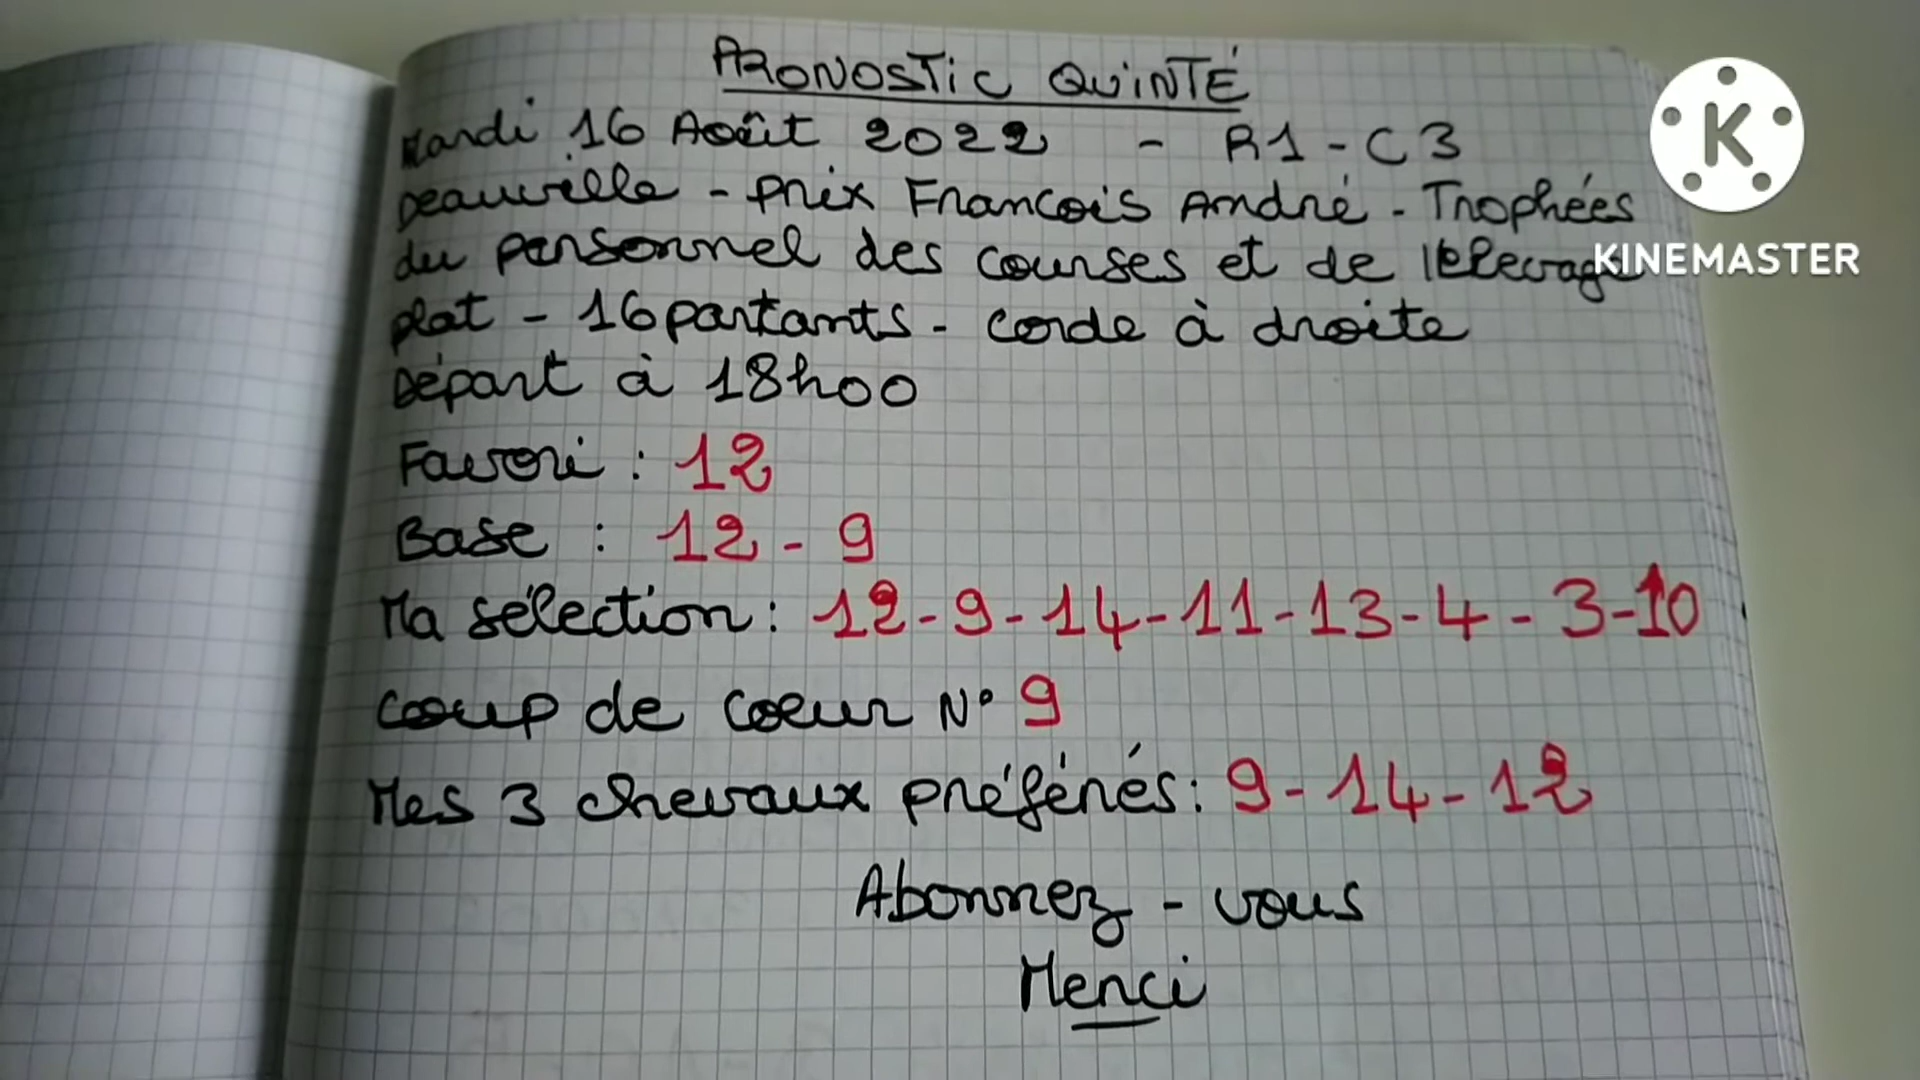 PRONOSTIC QUINTÉ
Mardi 16 Août 2022 - R1-C3
Deauville - prix Francois André - Trophées
du personnel des courses et de l'élevage
plat - 16 partants - corde à droite
Départ à 18h00
Favori : 12
Base : 12 - 9
Ma sélection : 12-9-14-11-13-4-3-10
coup de coeur N° 9
Mes 3 chevaux préférés : 9-14-12
Abonnez-vous
Merci
K
KINEMASTER